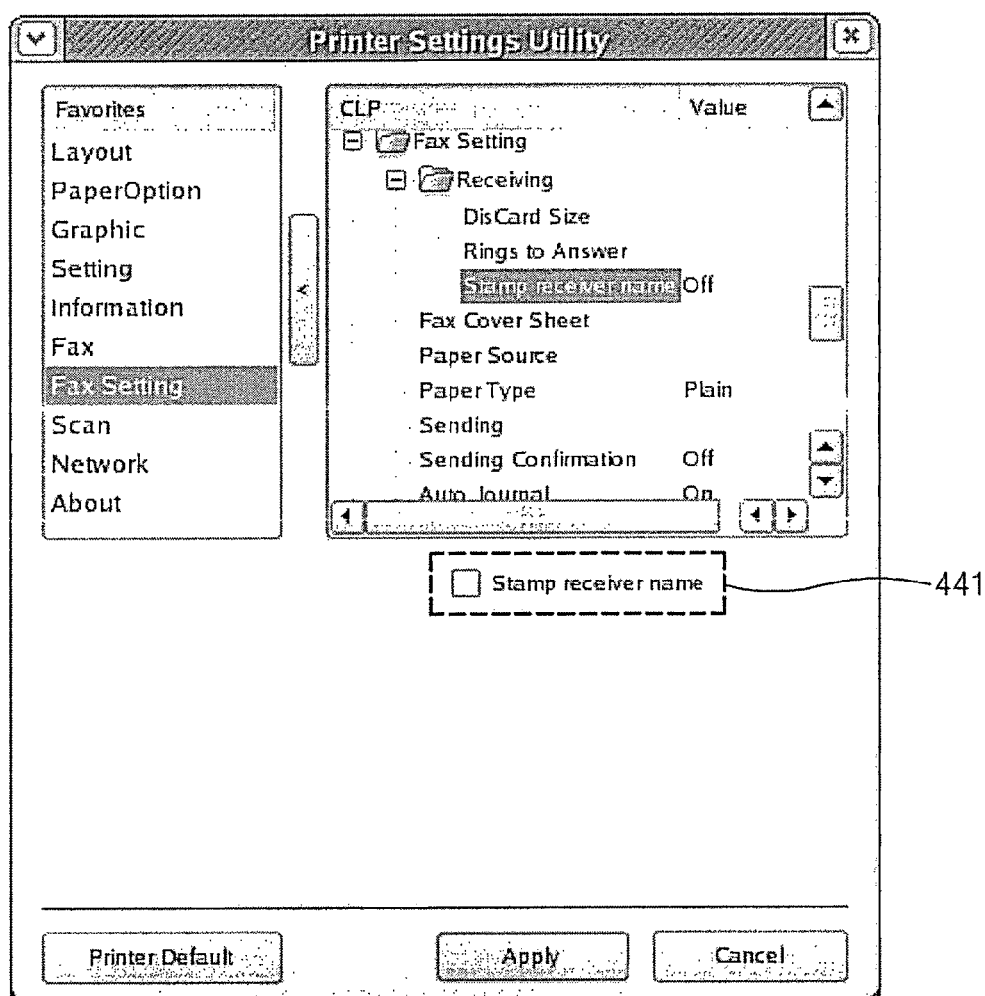 Printer Settings Utility
Favorites
Layout
PaperOption
Graphic
Setting
Information
Fax
Fax Setting
Scan
Network
About
CLP Value
Fax Setting
Receiving
DisCard Size
Rings to Answer
Stamp receiver name Off
Fax Cover Sheet
Paper Source
Paper Type Plain
Sending
Sending Confirmation Off
Auto Journal On
Stamp receiver name
441
Printer Default Apply Cancel